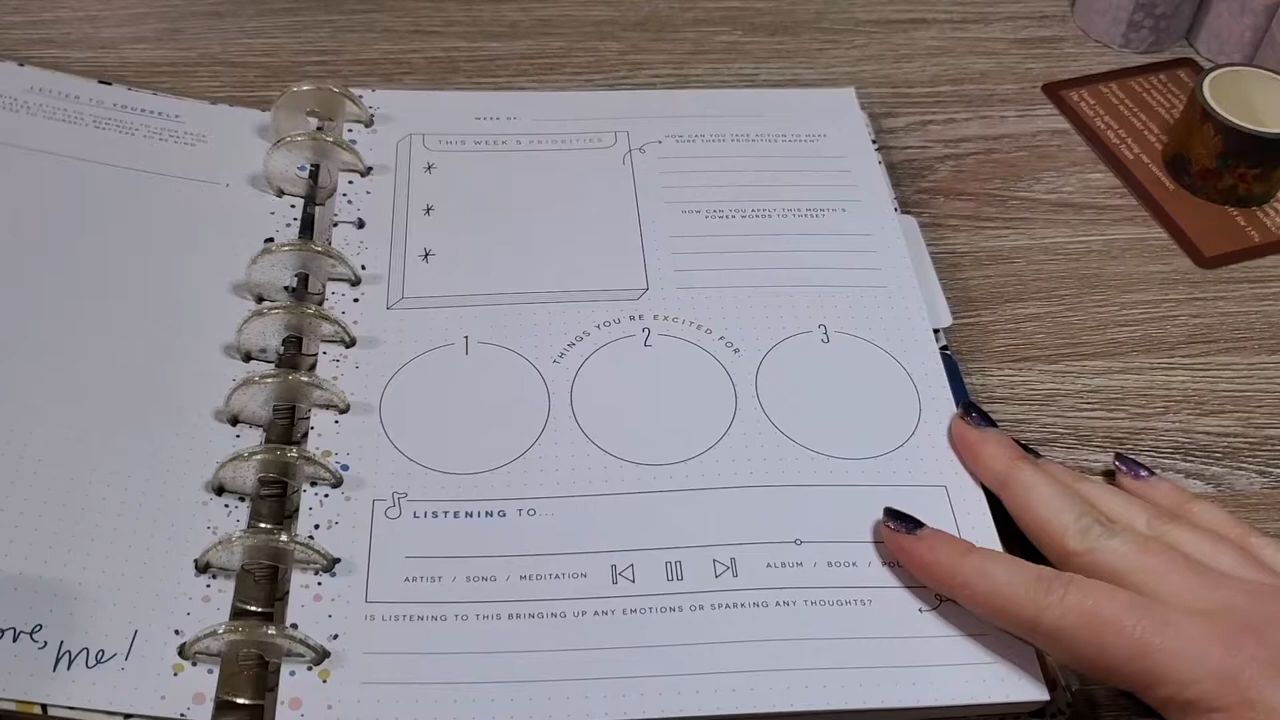 LETTER TO YOURSELF
WEEK OF:
THIS WEEK'S PRIORITIES
HOW CAN YOU TAKE ACTION TO MAKE
SURE THESE PRIORITIES HAPPEN?
HOW CAN YOU APPLY THIS MONTH'S
POWER WORDS TO THESE?
THINGS YOU'RE EXCITED FOR:
1
2
3
LISTENING TO...
ARTIST / SONG / MEDITATION
ALBUM / BOOK /
IS LISTENING TO THIS BRINGING UP ANY EMOTIONS OR SPARKING ANY THOUGHTS?
me!